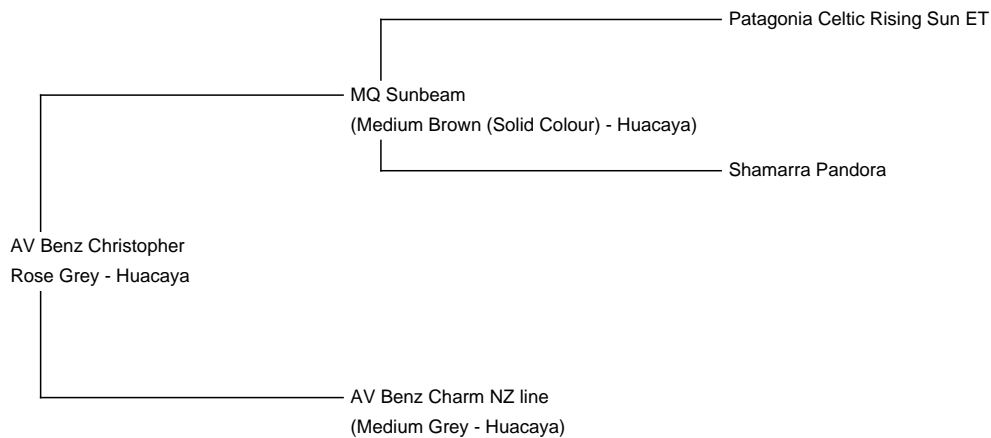 Patagonia Celtic Rising Sun ET
MQ Sunbeam
(Medium Brown (Solid Colour) - Huacaya)
Shamarra Pandora
AV Benz Christopher
Rose Grey - Huacaya
AV Benz Charm NZ line
(Medium Grey - Huacaya)